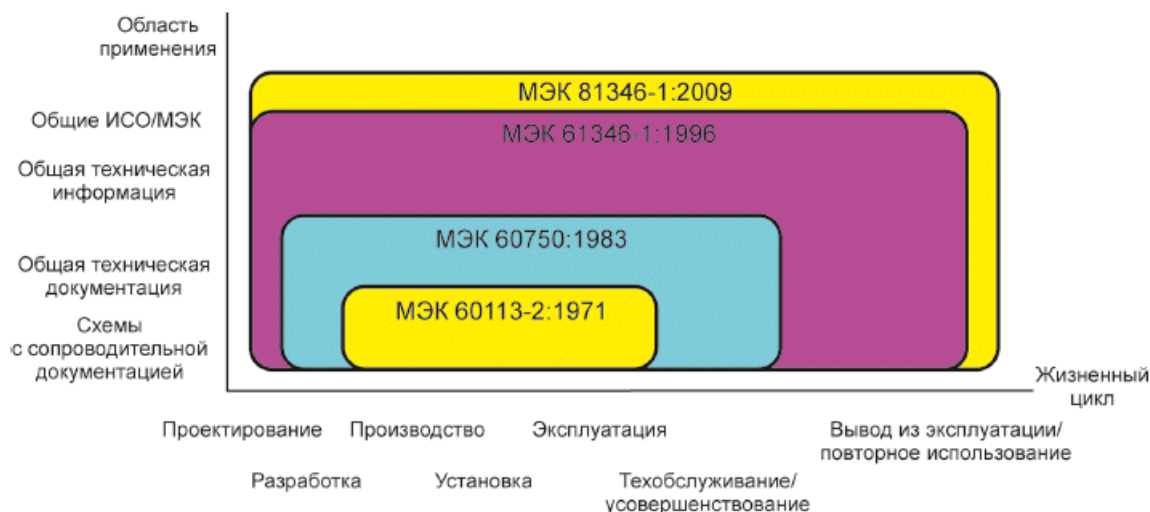 Область
применения
МЭК 81346-1:2009
Общие ИСО/МЭК
МЭК 61346-1:1996
Общая техническая
информация
МЭК 60750:1983
Общая техническая
документация
МЭК 60113-2:1971
Схемы
с сопроводительной
документацией
Жизненный
цикл
Проектирование
Производство
Эксплуатация
Вывод из эксплуатации/
повторное использование
Разработка
Установка
Техобслуживание/
усовершенствование